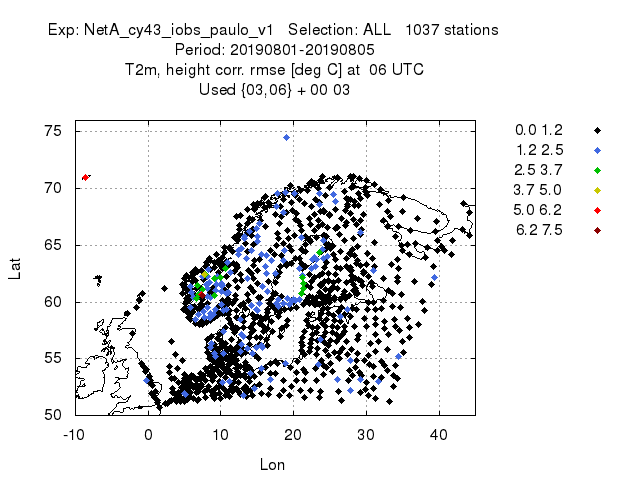 Exp: NetA_cy43_iobs_paulo_v1 Selection: ALL 1037 stations
Period: 20190801-20190805
T2m, height corr. rmse [deg C] at 06 UTC
Used {03,06} + 00 03
75
70
65
60
55
50
Lat
-10 0 10 20 30 40
Lon
0.0 1.2
1.2 2.5
2.5 3.7
3.7 5.0
5.0 6.2
6.2 7.5